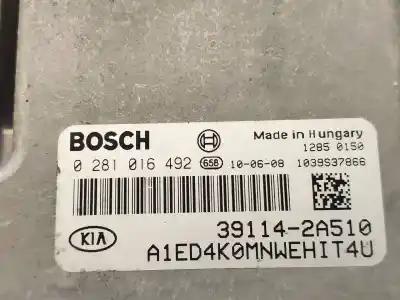 BOSCH
Made in Hungary
1285 0150
0 281 016 492 658 10-06-08 1039S37866
39114-2A510
KIA
A1ED4K0MNWEHIT4U